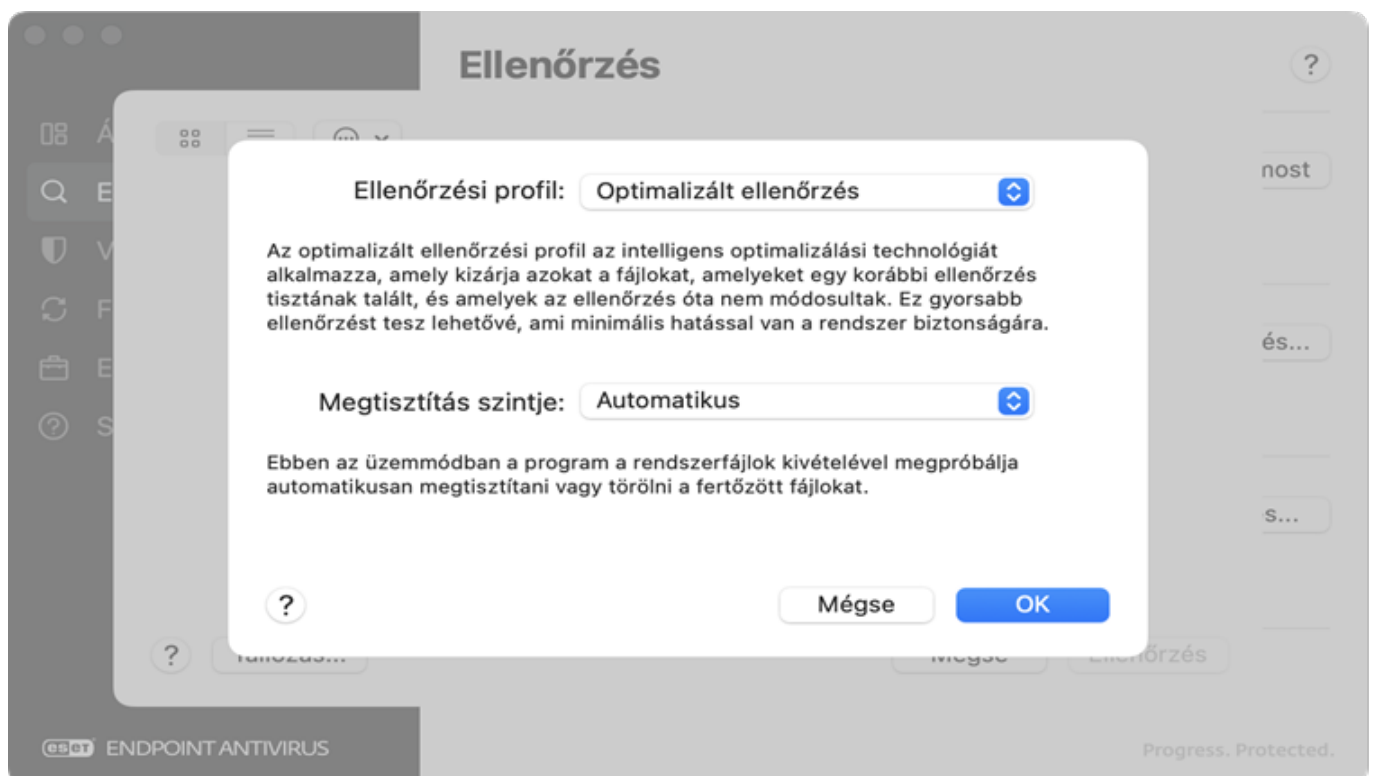 Ellenőrzés
?
Á
E
nost
Ellenőrzési profil: Optimalizált ellenőrzés
V
Az optimalizált ellenőrzési profil az intelligens optimalizálási technológiát
alkalmazza, amely kizárja azokat a fájlokat, amelyeket egy korábbi ellenőrzés
tisztának talált, és amelyek az ellenőrzés óta nem módosultak. Ez gyorsabb
ellenőrzést tesz lehetővé, ami minimális hatással van a rendszer biztonságára.
F
és...
E
Megtisztítás szintje: Automatikus
S
Ebben az üzemmódban a program a rendszerfájlok kivételével megpróbálja
automatikusan megtisztítani vagy törölni a fertőzött fájlokat.
s...
? Mégse OK
? Tallózás... Mégse Ellenőrzés
eset ENDPOINT ANTIVIRUS
Progress. Protected.